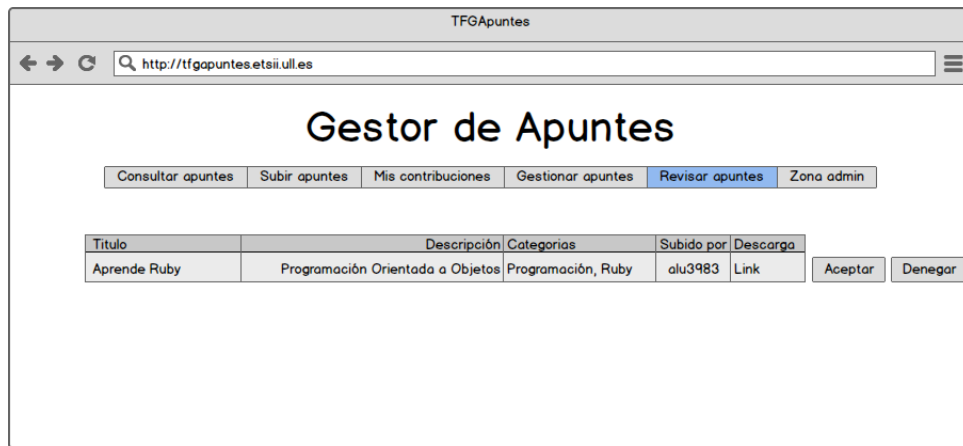 TFGApuntes
http://tfgapuntes.etsii.ull.es
Gestor de Apuntes
Consultar apuntes Subir apuntes Mis contribuciones Gestionar apuntes Revisar apuntes Zona admin
Titulo Descripción Categorias Subido por Descarga
Aprende Ruby Programación Orientada a Objetos Programación, Ruby alu3983 Link Aceptar Denegar